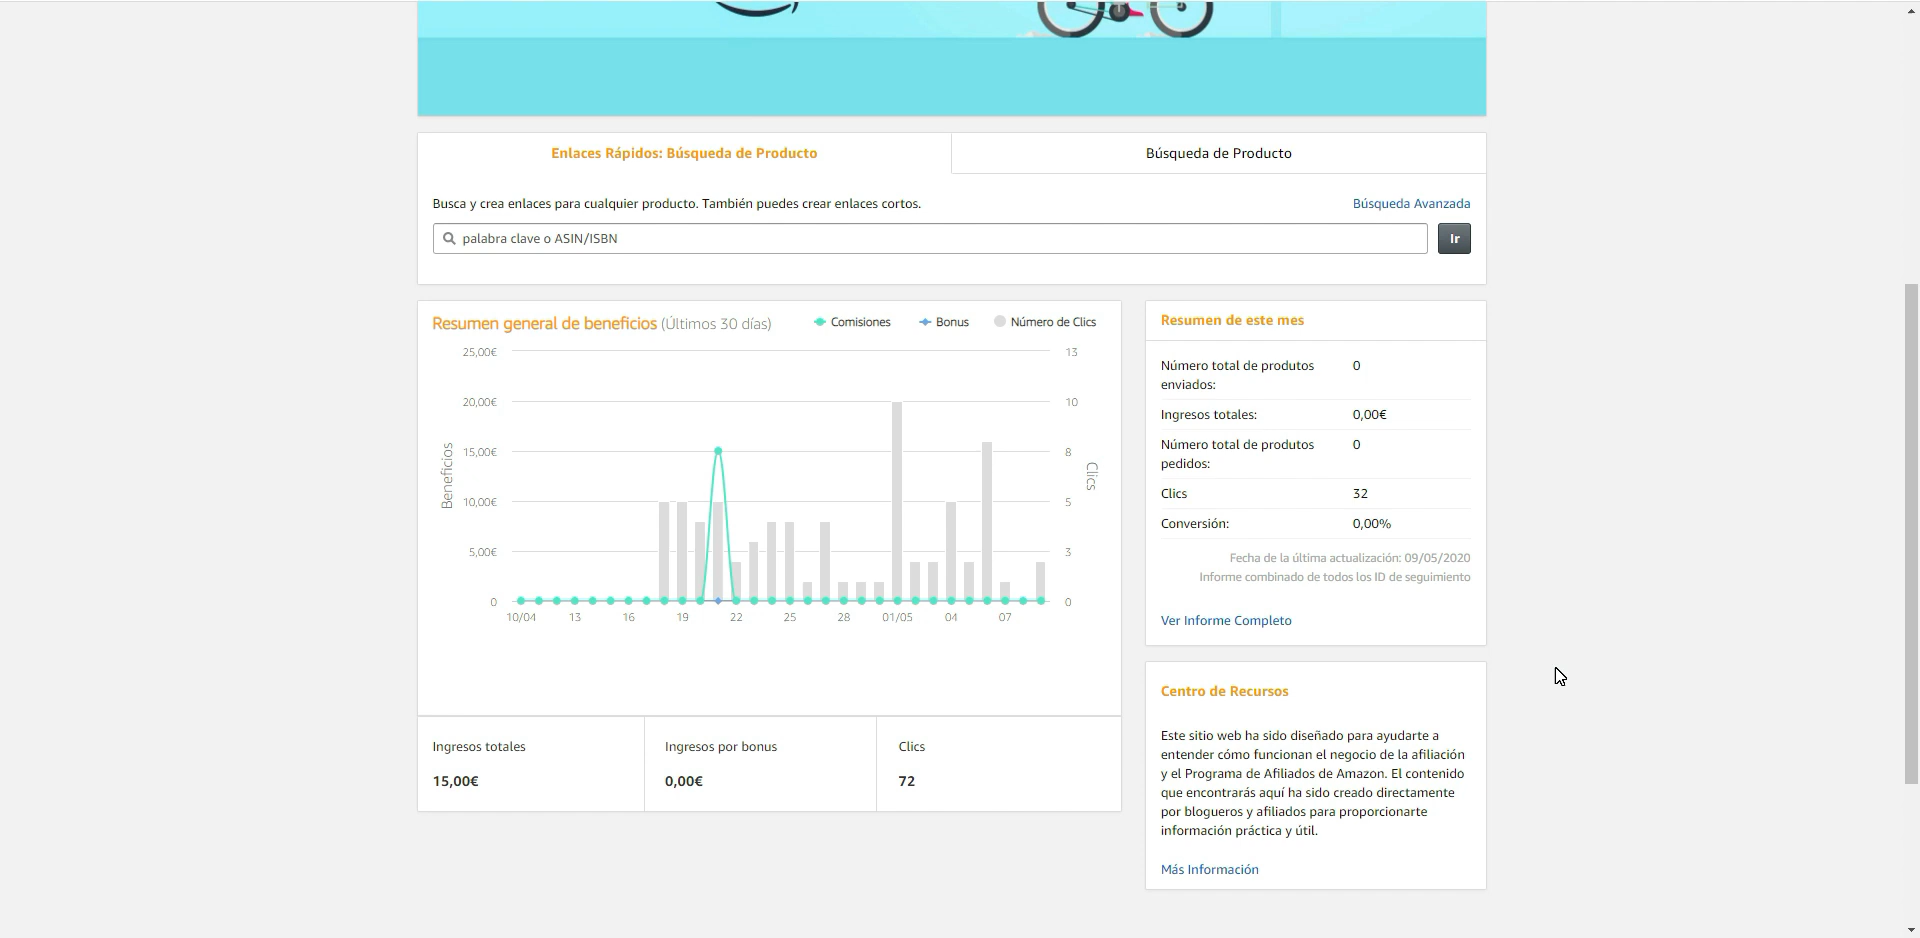 Enlaces Rápidos: Búsqueda de Producto
Búsqueda de Producto
Busca y crea enlaces para cualquier producto. También puedes crear enlaces cortos.
Búsqueda Avanzada
palabra clave o ASIN/ISBN
Ir
Resumen general de beneficios (Últimos 30 días)
Comisiones
Bonus
Número de Clics
25,00€
20,00€
15,00€
10,00€
5,00€
0
Beneficios
13
10
8
5
3
0
Clics
10/04
13
16
19
22
25
28
01/05
04
07
Ingresos totales
15,00€
Ingresos por bonus
0,00€
Clics
72
Resumen de este mes
Número total de produtos
enviados:
0
Ingresos totales:
0,00€
Número total de produtos
pedidos:
0
Clics
32
Conversión:
0,00%
Fecha de la última actualización: 09/05/2020
Informe combinado de todos los ID de seguimiento
Ver Informe Completo
Centro de Recursos
Este sitio web ha sido diseñado para ayudarte a
entender cómo funcionan el negocio de la afiliación
y el Programa de Afiliados de Amazon. El contenido
que encontrarás aquí ha sido creado directamente
por blogueros y afiliados para proporcionarte
información práctica y útil.
Más Información